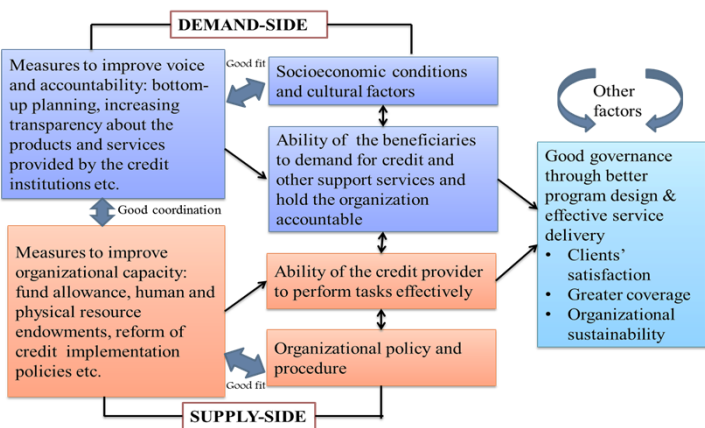 DEMAND-SIDE
Measures to improve voice
and accountability: bottom-
up planning, increasing
transparency about the
products and services
provided by the credit
institutions etc.
Good fit
Socioeconomic conditions
and cultural factors
Ability of the beneficiaries
to demand for credit and
other support services and
hold the organization
accountable
Good coordination
Measures to improve
organizational capacity:
fund allowance, human and
physical resource
endowments, reform of
credit implementation
policies etc.
Ability of the credit provider
to perform tasks effectively
Good fit
Organizational policy and
procedure
SUPPLY-SIDE
Other
factors
Good governance
through better
program design &
effective service
delivery
• Clients'
satisfaction
• Greater coverage
• Organizational
sustainability